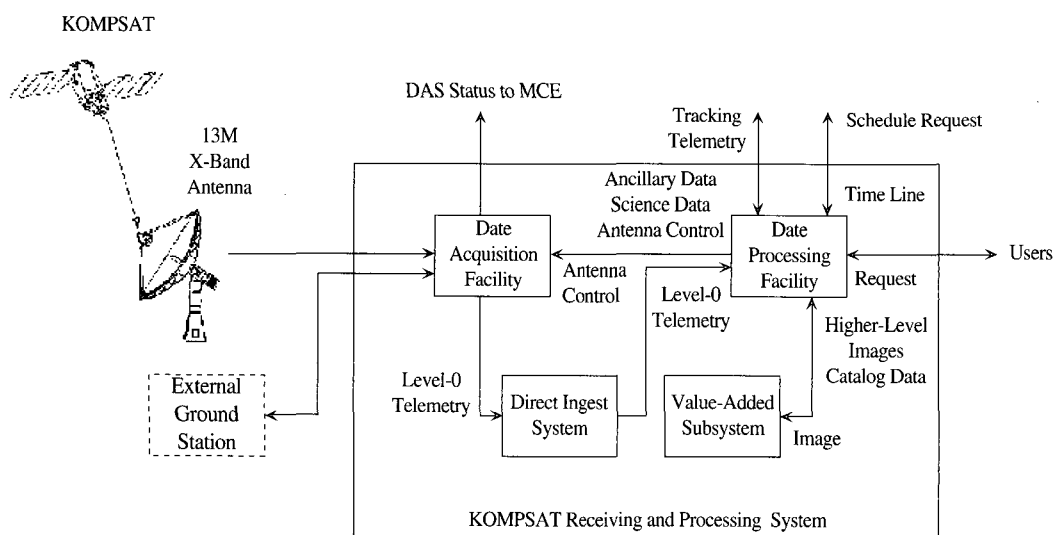 KOMPSAT
13M
X-Band
Antenna
DAS Status to MCE
Tracking
Telemetry
Schedule Request
Ancillary Data
Science Data
Antenna Control
Time Line
Date
Acquisition
Facility
Antenna
Control
Date
Processing
Facility
Users
Request
Level-0
Telemetry
Higher-Level
Images
Catalog Data
External
Ground
Station
Level-0
Telemetry
Direct Ingest
System
Value-Added
Subsystem
Image
KOMPSAT Receiving and Processing System